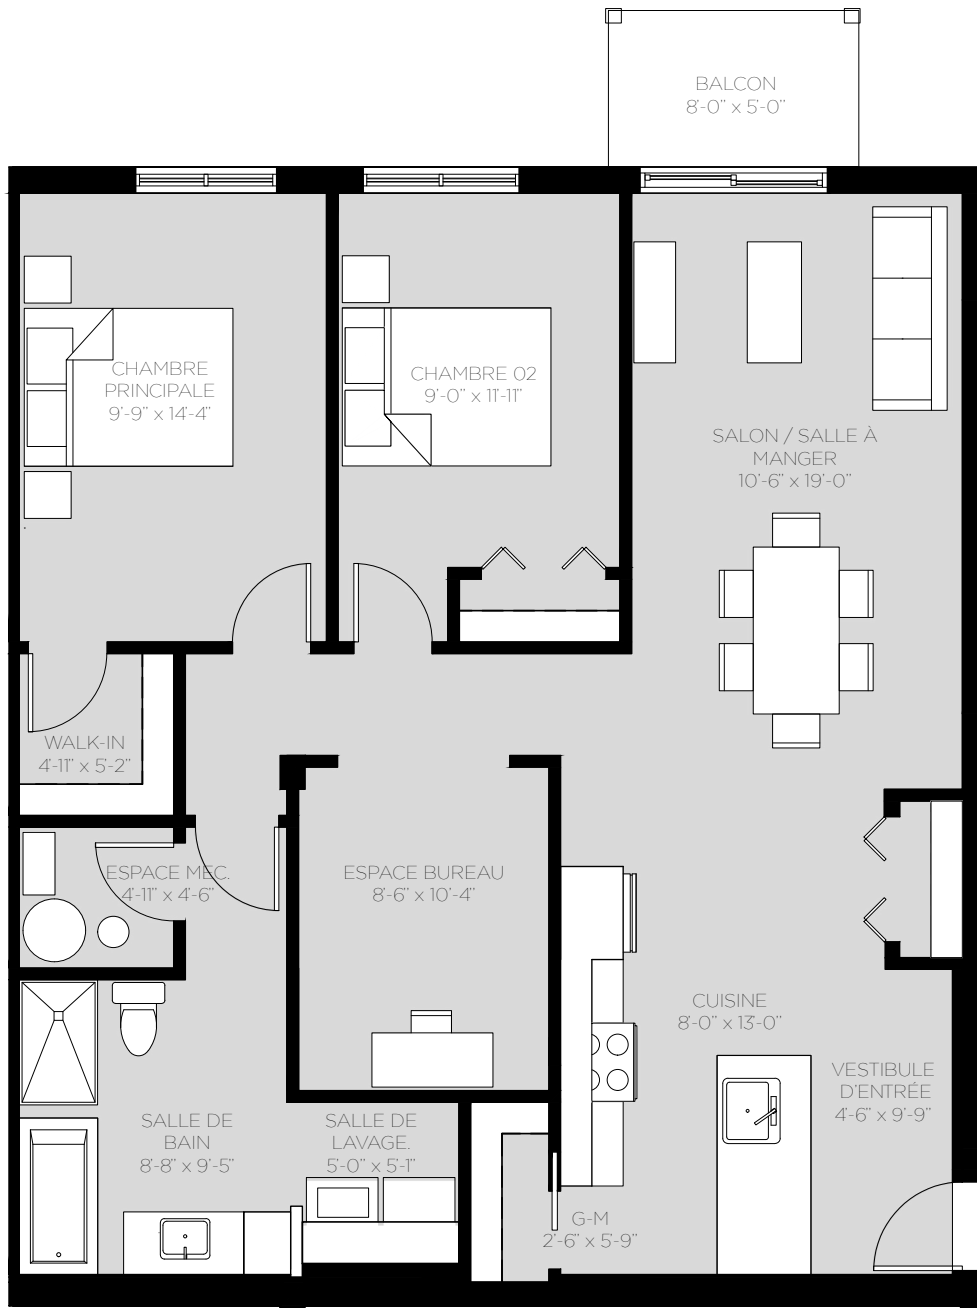 BALCON
8'-0" x 5'-0"
CHAMBRE
PRINCIPALE
9'-9" x 14'-4"
CHAMBRE 02
9'-0" x 11'-11"
SALON / SALLE À
MANGER
10'-6" x 19'-0"
WALK-IN
4'-11" x 5'-2"
ESPACE MÉC.
4'-11" x 4'-6"
ESPACE BUREAU
8'-6" x 10'-4"
CUISINE
8'-0" x 13'-0"
VESTIBULE
D'ENTRÉE
4'-6" x 9'-9"
SALLE DE
BAIN
8'-8" x 9'-5"
SALLE DE
LAVAGE.
5'-0" x 5'-1"
G-M
2'-6" x 5'-9"